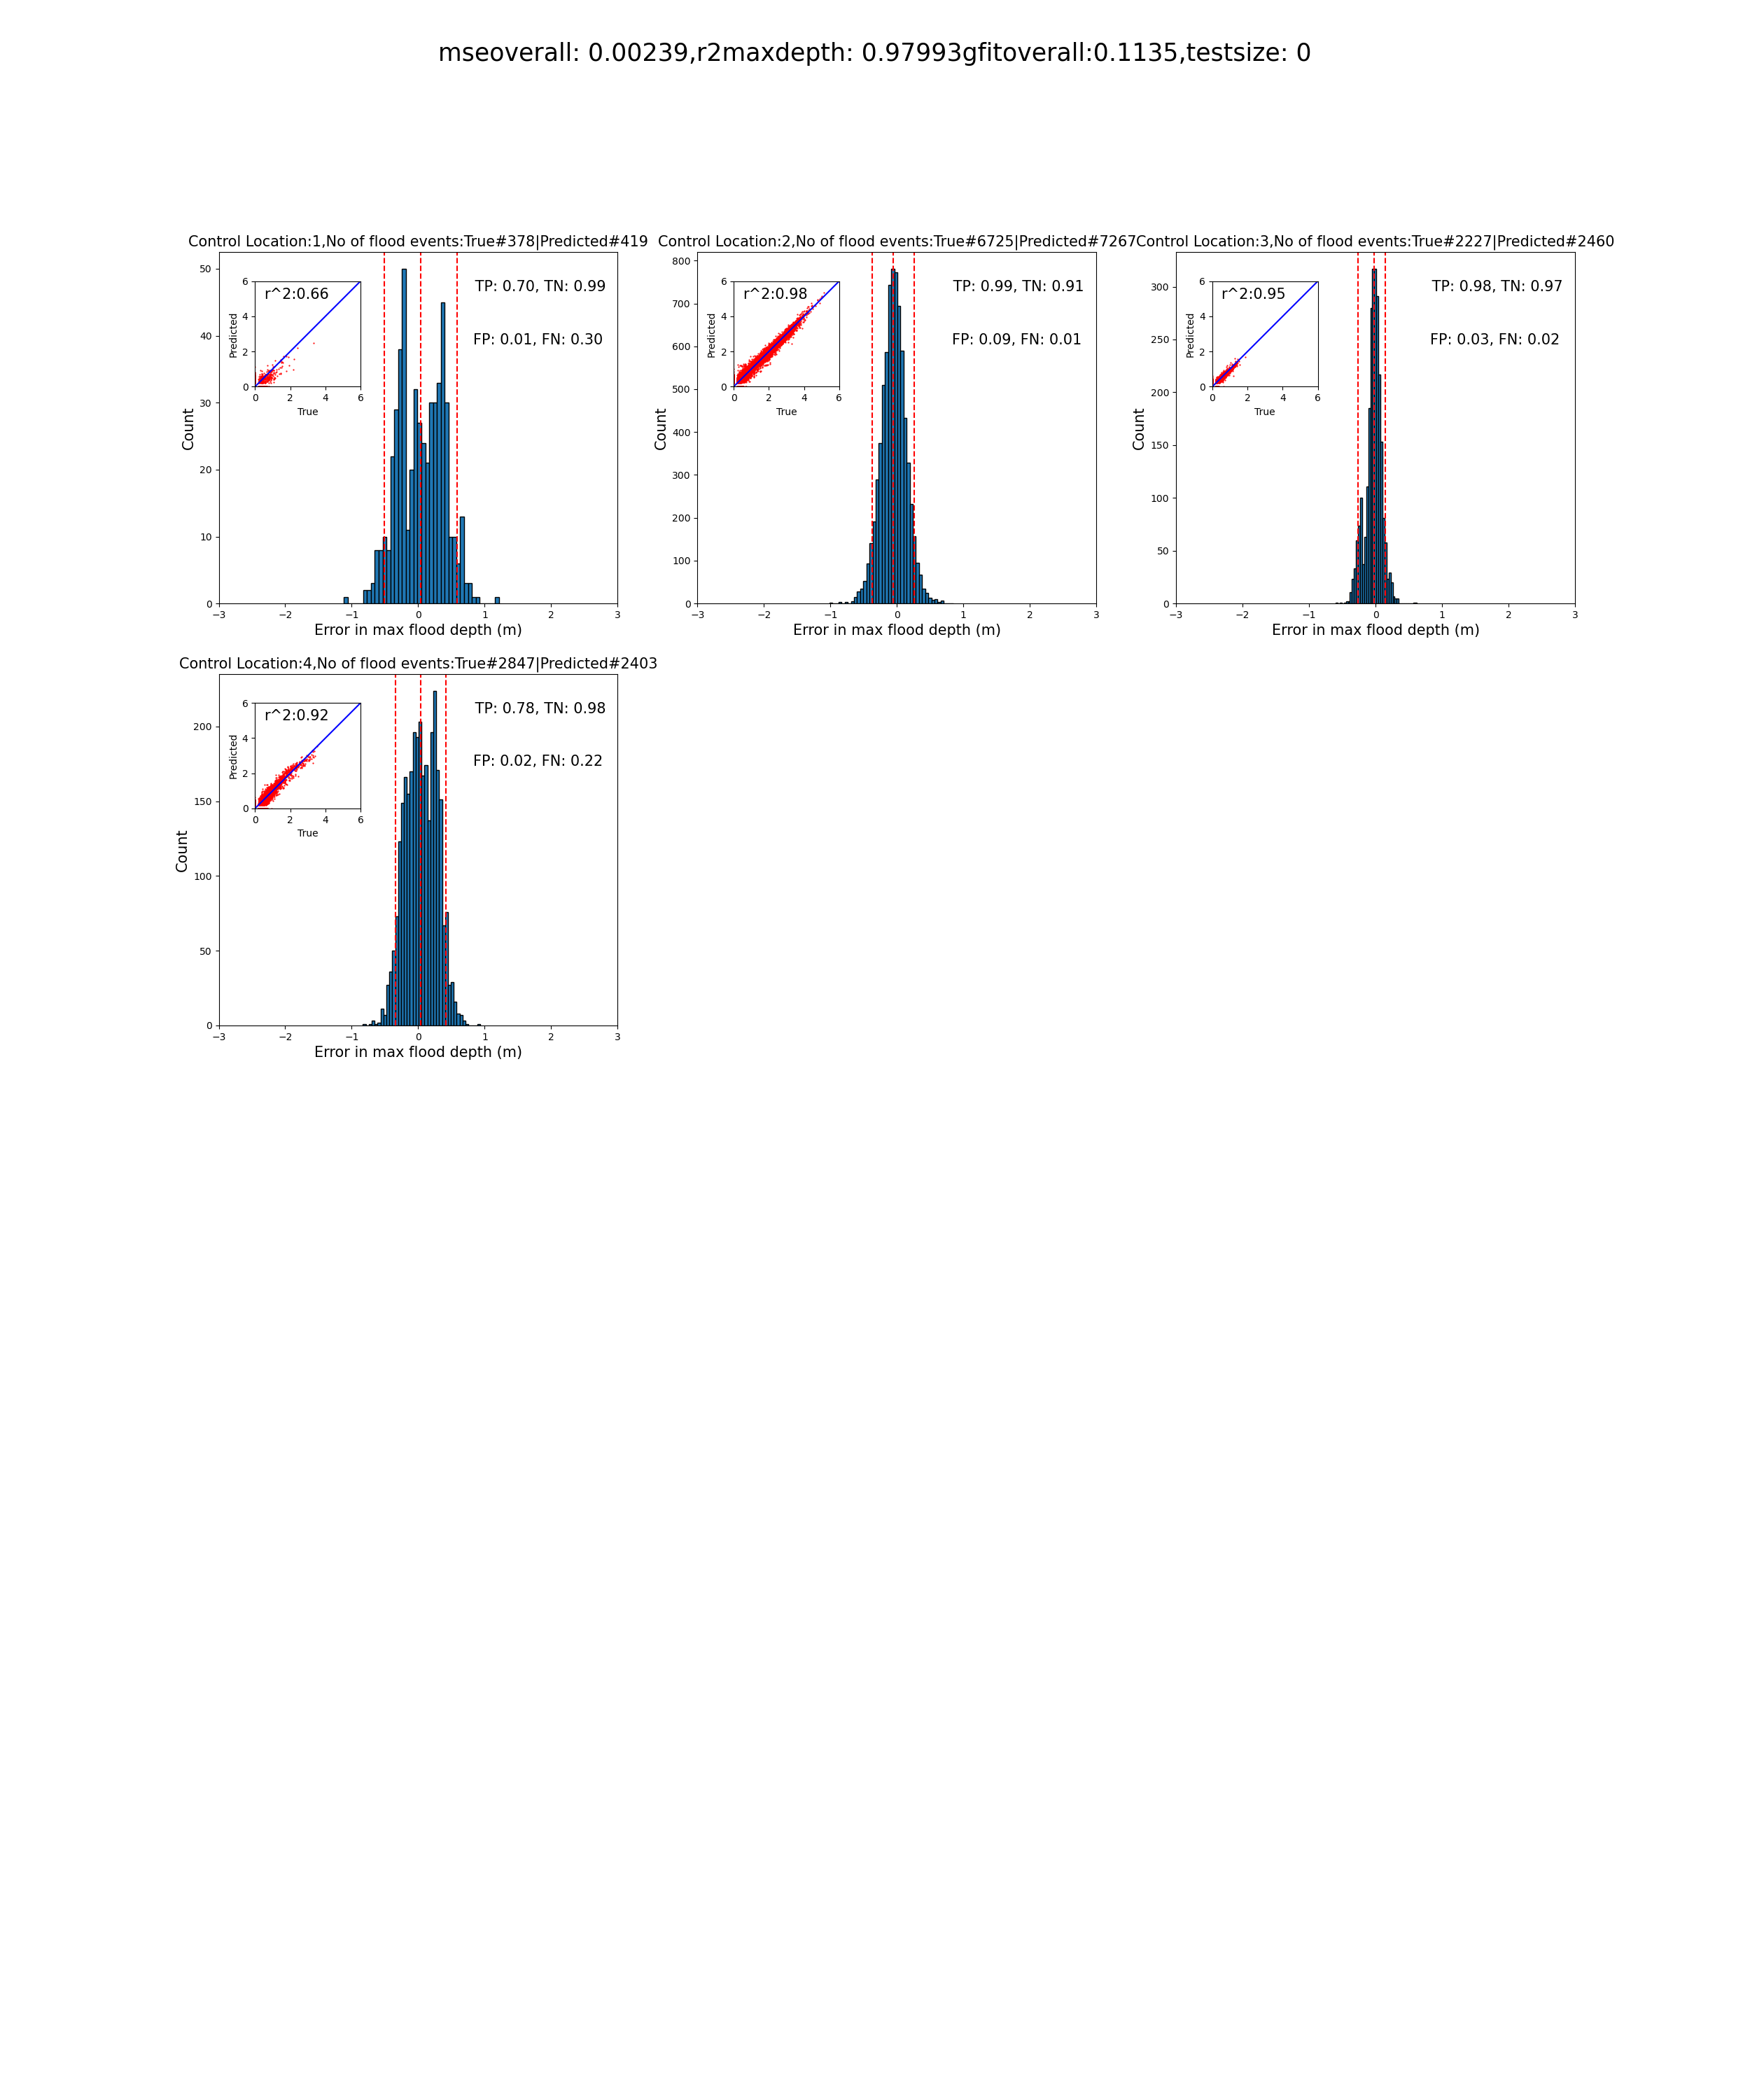 mseoverall: 0.00239,r2maxdepth: 0.97993gfitoverall:0.1135,testsize: 0
Control Location:1,No of flood events:True#378|Predicted#419
50
40
30
20
10
0
Count
−3 −2 −1 0 1 2 3
Error in max flood depth (m)
r^2:0.66
6
4
2
0
Predicted
0 2 4 6
True
TP: 0.70, TN: 0.99
FP: 0.01, FN: 0.30
Control Location:2,No of flood events:True#6725|Predicted#7267
800
700
600
500
400
300
200
100
0
Count
−3 −2 −1 0 1 2 3
Error in max flood depth (m)
r^2:0.98
6
4
2
0
Predicted
0 2 4 6
True
TP: 0.99, TN: 0.91
FP: 0.09, FN: 0.01
Control Location:3,No of flood events:True#2227|Predicted#2460
300
250
200
150
100
50
0
Count
−3 −2 −1 0 1 2 3
Error in max flood depth (m)
r^2:0.95
6
4
2
0
Predicted
0 2 4 6
True
TP: 0.98, TN: 0.97
FP: 0.03, FN: 0.02
Control Location:4,No of flood events:True#2847|Predicted#2403
200
150
100
50
0
Count
−3 −2 −1 0 1 2 3
Error in max flood depth (m)
r^2:0.92
6
4
2
0
Predicted
0 2 4 6
True
TP: 0.78, TN: 0.98
FP: 0.02, FN: 0.22